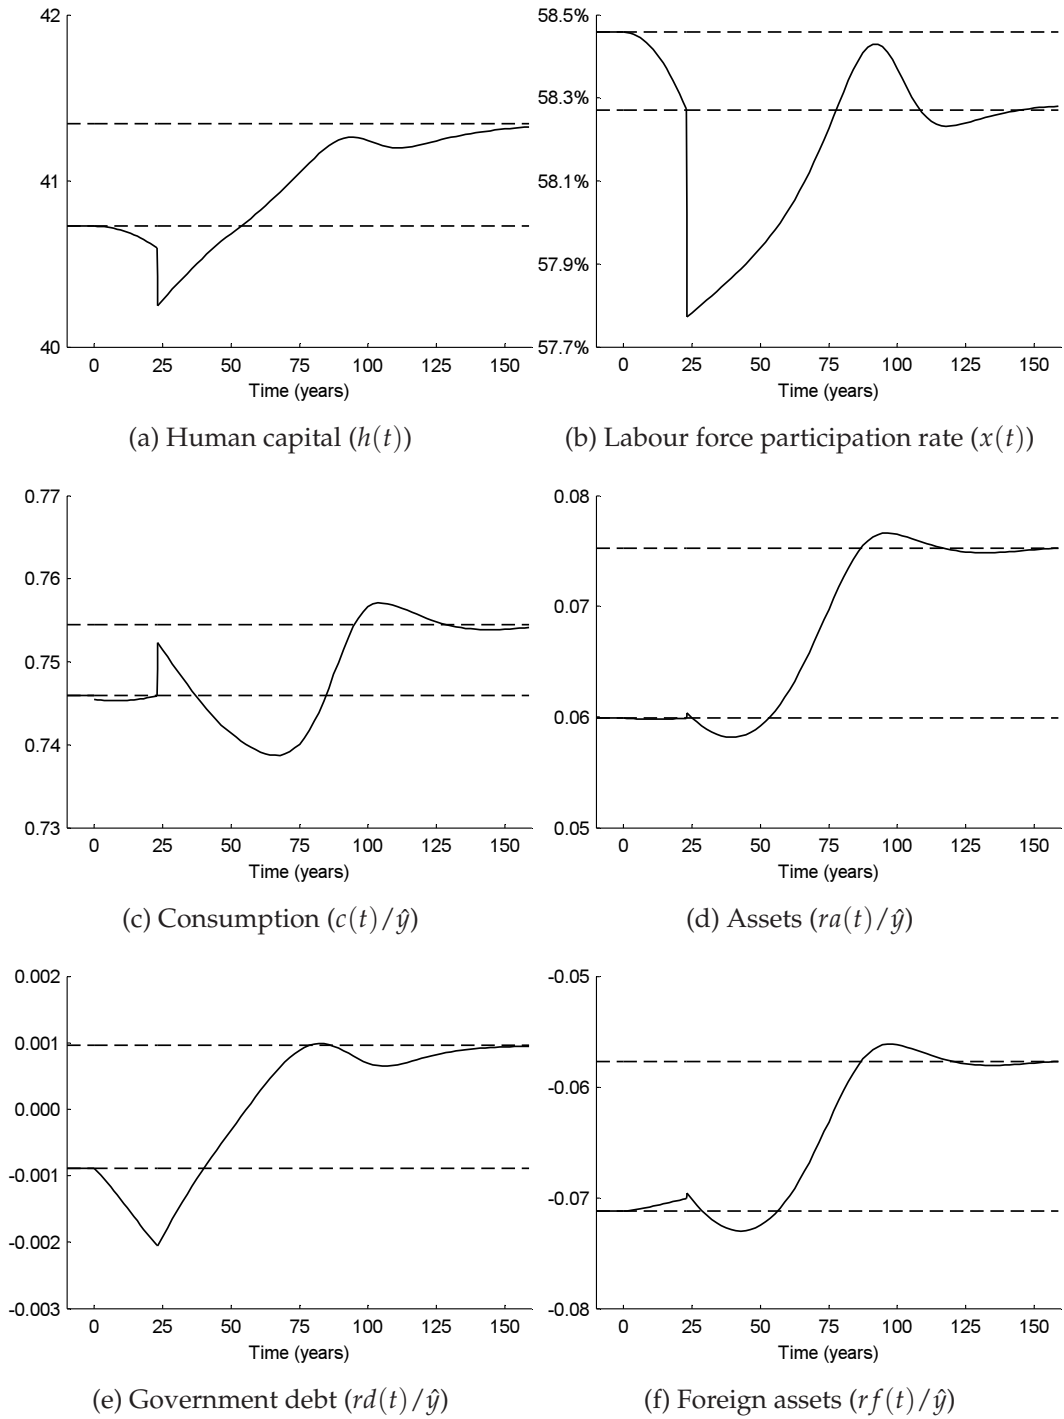 42
41
40
0 25 50 75 100 125 150
Time (years)
(a) Human capital (h(t))
58.5%
58.3%
58.1%
57.9%
57.7%
0 25 50 75 100 125 150
Time (years)
(b) Labour force participation rate (x(t))
0.77
0.76
0.75
0.74
0.73
0 25 50 75 100 125 150
Time (years)
(c) Consumption (c(t)/ŷ)
0.08
0.07
0.06
0.05
0 25 50 75 100 125 150
Time (years)
(d) Assets (ra(t)/ŷ)
0.002
0.001
0.000
-0.001
-0.002
-0.003
0 25 50 75 100 125 150
Time (years)
(e) Government debt (rd(t)/ŷ)
-0.05
-0.06
-0.07
-0.08
0 25 50 75 100 125 150
Time (years)
(f) Foreign assets (rf(t)/ŷ)